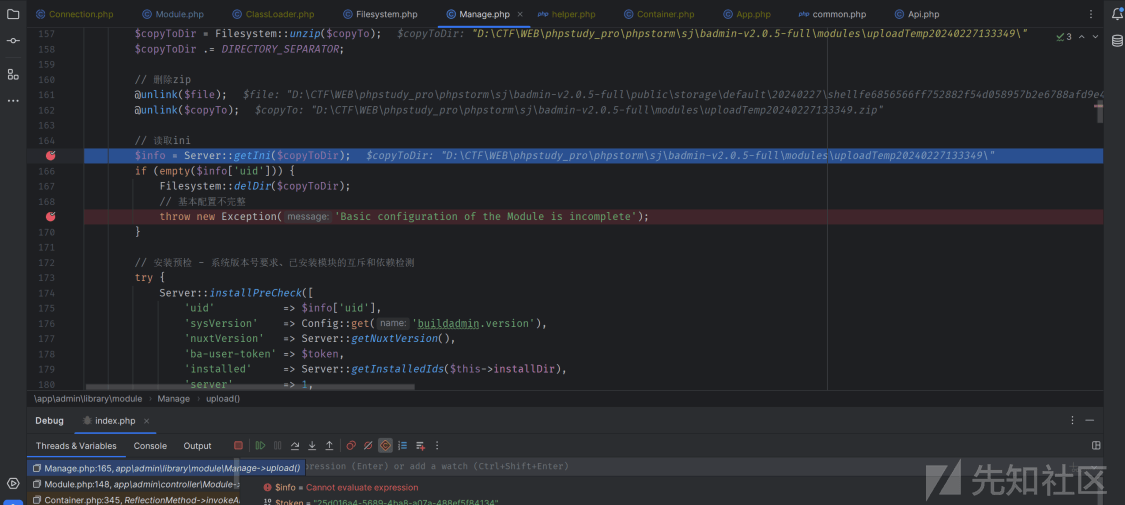 Connection.php Module.php ClassLoader.php Filesystem.php Manage.php × php helper.php Container.php App.php php common.php Api.php
157 $copyToDir = Filesystem::unzip($copyTo); $copyToDir: "D:\CTF\WEB\phpstudy_pro\phpstorm\sj\badmin-v2.0.5-full\modules\uploadTemp20240227133349\"
3
158 $copyToDir .= DIRECTORY_SEPARATOR;
159
160 // 删除zip
161 @unlink($file); $file: "D:\CTF\WEB\phpstudy_pro\phpstorm\sj\badmin-v2.0.5-full\public\storage\default\20240227\shellfe6856566ff752882f54d058957b2e6788afd9e4
162 @unlink($copyTo); $copyTo: "D:\CTF\WEB\phpstudy_pro\phpstorm\sj\badmin-v2.0.5-full\modules\uploadTemp20240227133349.zip"
163
164 // 读取ini
$info = Server::getIni($copyToDir); $copyToDir: "D:\CTF\WEB\phpstudy_pro\phpstorm\sj\badmin-v2.0.5-full\modules\uploadTemp20240227133349\"
166 if (empty($info['uid'])) {
167 Filesystem::delDir($copyToDir);
168 // 基本配置不完整
throw new Exception( message: 'Basic configuration of the Module is incomplete');
170 }
171
172 // 安装预检 - 系统版本号要求、已安装模块的互斥和依赖检测
173 try {
174 Server::installPreCheck([
175 'uid' => $info['uid'],
176 'sysVersion' => Config::get( name: 'buildadmin.version'),
177 'nuxtVersion' => Server::getNuxtVersion(),
178 'ba-user-token' => $token,
179 'installed' => Server::getInstalledIds($this->installDir),
180 'server' => 1,
\app\admin\library\module › Manage › upload()
Debug index.php ×
Threads & Variables Console Output
Manage.php:165, app\admin\library\module\Manage->upload()
expression (Enter) or add a watch (Ctrl+Shift+Enter)
Module.php:148, app\admin\controller\Module-
$info = Cannot evaluate expression
Container.php:345, ReflectionMethod->invokeA
$token = "25d016a4-5689-4ba8-a07a-488ef5f84134"
先知社区